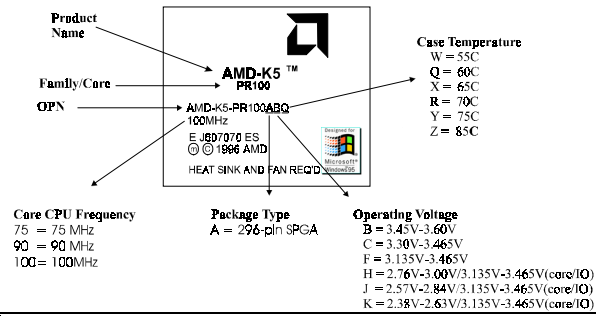 Product
Name
Family/Core
OPN
AMD-K5 ™
PR100
AMD-K5-PR100ABQ
100MHz
E J607070 ES
ⓜ © 1996 AMD
HEAT SINK AND FAN REQ'D
Designed for
Microsoft®
Windows 95
Case Temperature
W = 55C
Q = 60C
X = 65C
R = 70C
Y = 75C
Z = 85C
Core CPU Frequency
75 = 75 MHz
90 = 90 MHz
100= 100MHz
Package Type
A = 296-pin SPGA
Operating Voltage
B = 3.45V-3.60V
C = 3.30V-3.465V
F = 3.135V-3.465V
H = 2.76V-3.00V/3.135V-3.465V(core/IO)
J = 2.57V-2.84V/3.135V-3.465V(core/IO)
K = 2.38V-2.63V/3.135V-3.465V(core/IO)